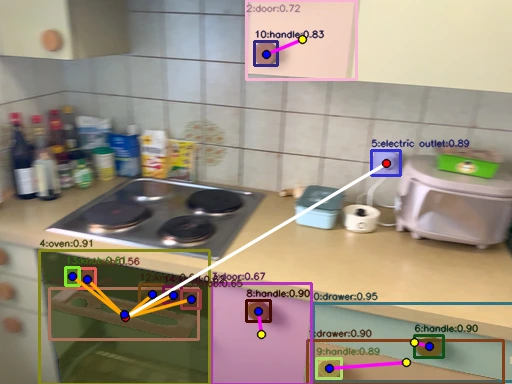 2:door:0.72
10:handle:0.83
5:electric outlet:0.89
4:oven:0.91
3:door:0.67
8:handle:0.90
0:drawer:0.95
1:drawer:0.90
6:handle:0.90
9:handle:0.89